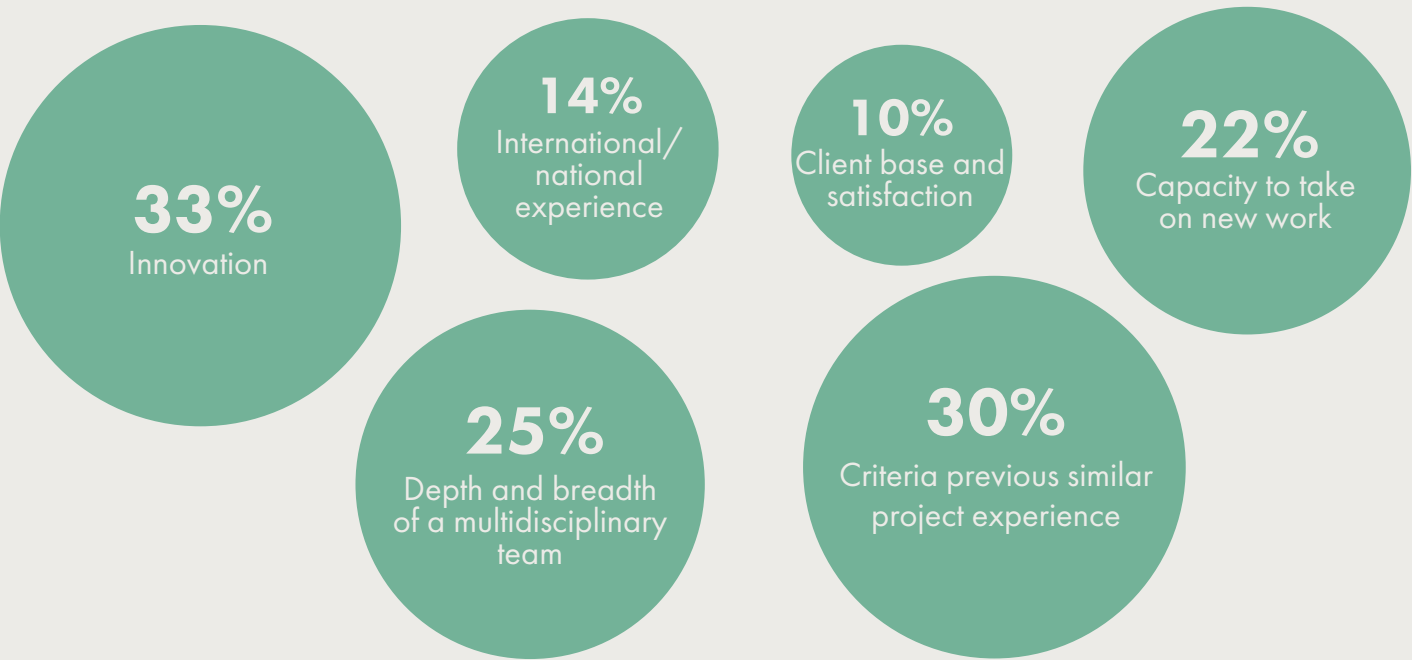 33%
Innovation
14%
International/
national
experience
10%
Client base and
satisfaction
22%
Capacity to take
on new work
25%
Depth and breadth
of a multidisciplinary
team
30%
Criteria previous similar
project experience